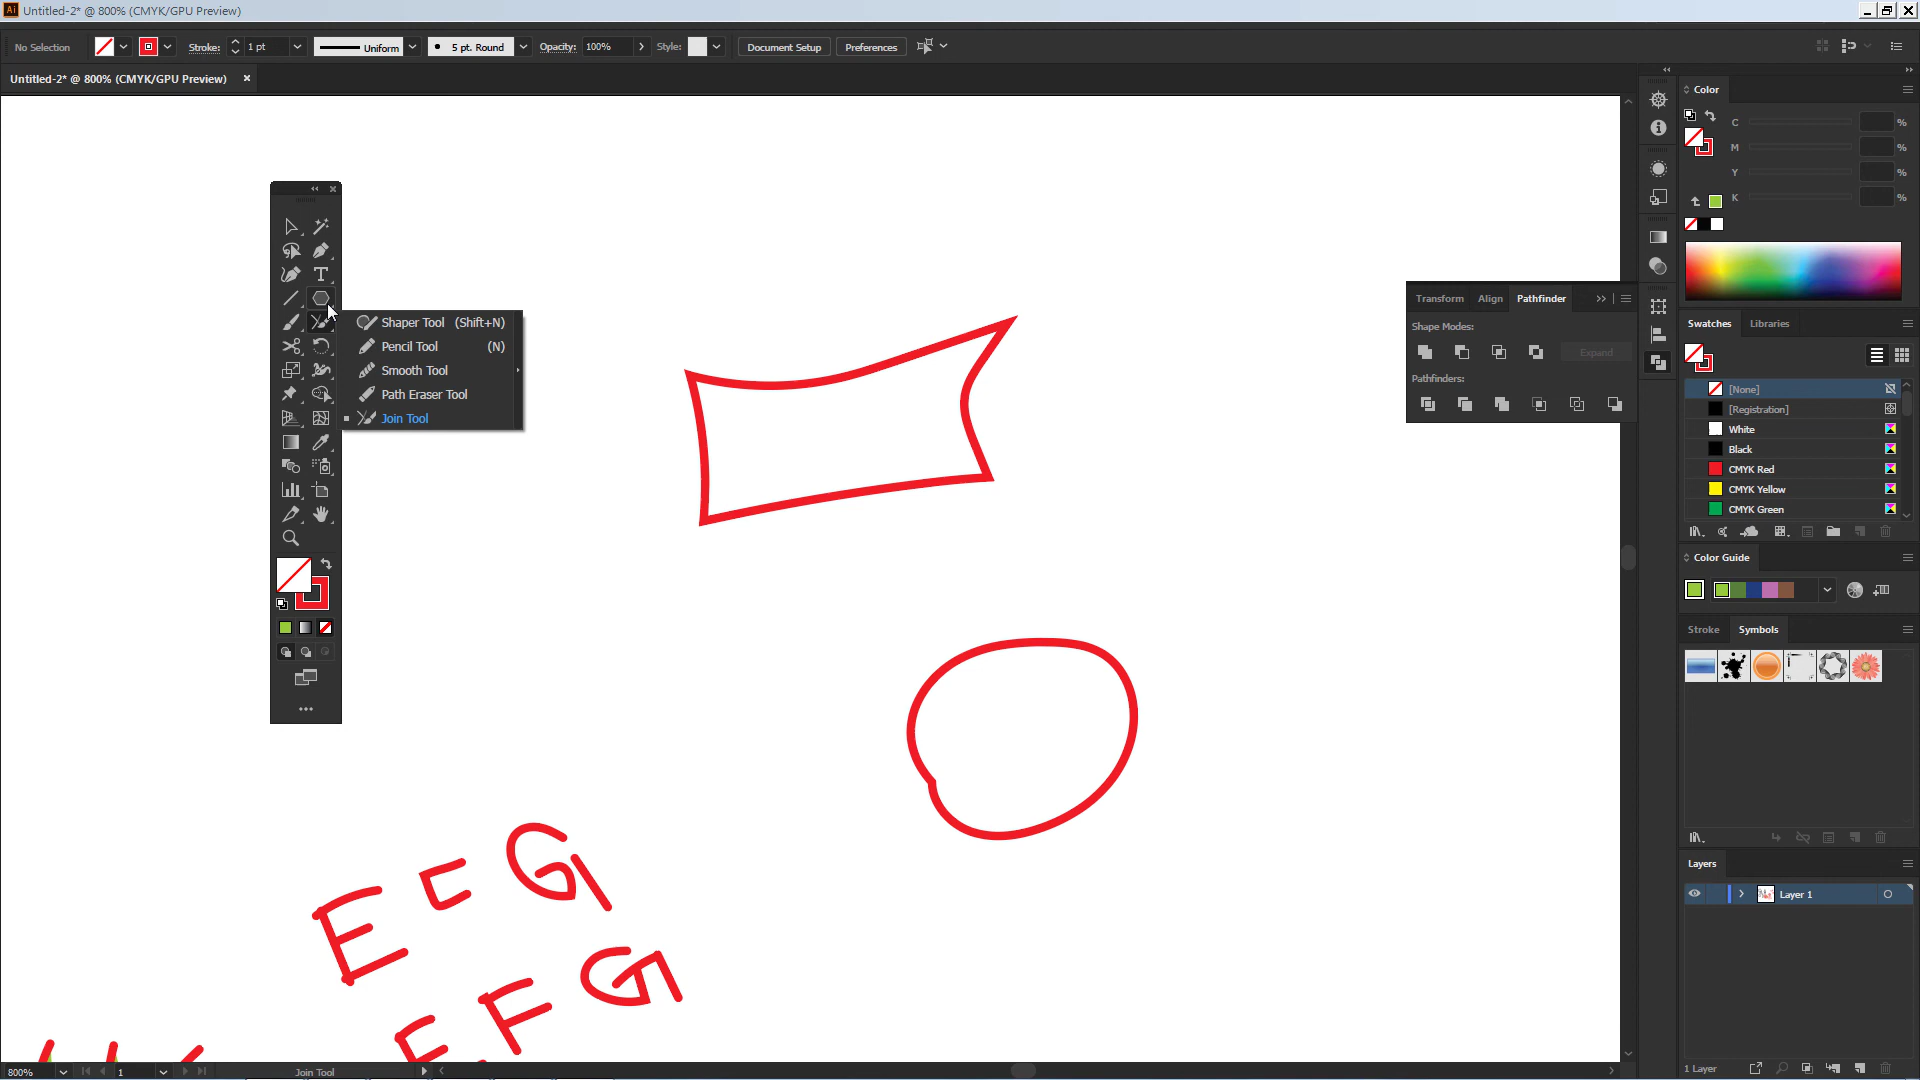 Ai Untitled-2* @ 800% (CMYK/GPU Preview)
No Selection Stroke: 1 pt Uniform 5 pt. Round Opacity: 100% Style: Document Setup Preferences
Untitled-2* @ 800% (CMYK/GPU Preview)
T
Shaper Tool (Shift+N)
Pencil Tool (N)
Smooth Tool
Path Eraser Tool
Join Tool
Transform Align Pathfinder
Shape Modes:
Expand
Pathfinders:
Color
C %
M %
Y %
K %
Swatches Libraries
[None]
[Registration]
White
Black
CMYK Red
CMYK Yellow
CMYK Green
Color Guide
Stroke Symbols
Layers
Layer 1
1 Layer
E C G
E F G
800% 1 Join Tool